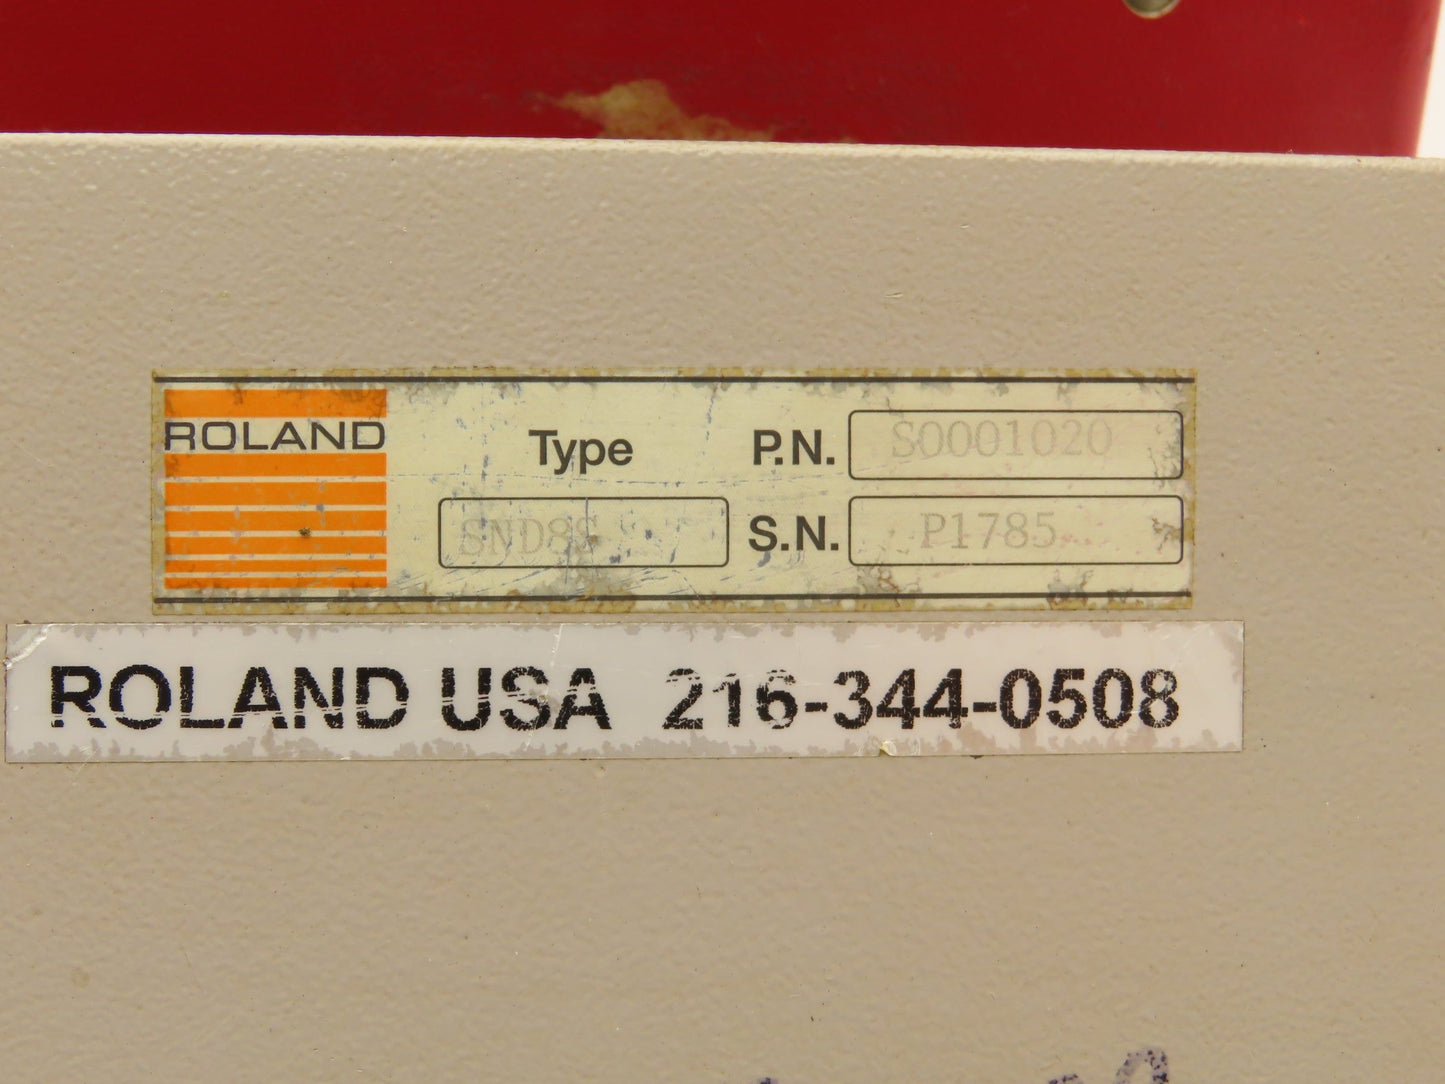 ROLAND Type P.N. S0001020
SND8S S.N. P1785
ROLAND USA 216-344-0508